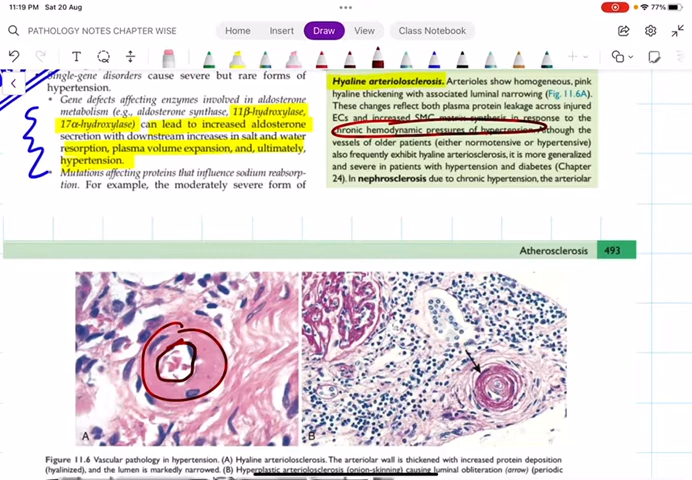 11:19 PM Sat 20 Aug
77%
PATHOLOGY NOTES CHAPTER WISE
Home Insert Draw View Class Notebook
Single-gene disorders cause severe but rare forms of
hypertension.
• Gene defects affecting enzymes involved in aldosterone
metabolism (e.g., aldosterone synthase, 11β-hydroxylase,
17α-hydroxylase) can lead to increased aldosterone
secretion with downstream increases in salt and water
resorption, plasma volume expansion, and, ultimately,
hypertension.
• Mutations affecting proteins that influence sodium reabsorp-
tion. For example, the moderately severe form of
Hyaline arteriolosclerosis. Arterioles show homogeneous, pink
hyaline thickening with associated luminal narrowing (Fig. 11.6A).
These changes reflect both plasma protein leakage across injured
ECs and increased SMC matrix synthesis in response to the
chronic hemodynamic pressures of hypertension. Although the
vessels of older patients (either normotensive or hypertensive)
also frequently exhibit hyaline arteriosclerosis, it is more generalized
and severe in patients with hypertension and diabetes (Chapter
24). In nephrosclerosis due to chronic hypertension, the arteriolar
Atherosclerosis 493
A
B
Figure 11.6 Vascular pathology in hypertension. (A) Hyaline arteriolosclerosis. The arteriolar wall is thickened with increased protein deposition
(hyalinized), and the lumen is markedly narrowed. (B) Hyperplastic arteriolosclerosis (onion-skinning) causing luminal obliteration (arrow) (periodic